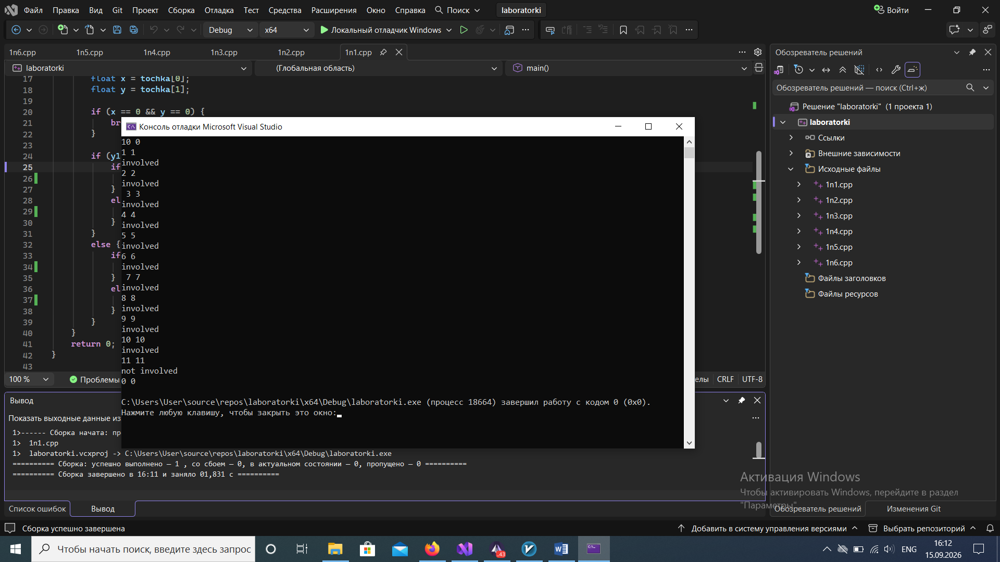 Файл Правка Вид Git Проект Сборка Отладка Тест Средства Расширения Окно Справка Поиск laboratorki Войти
Debug x64 Локальный отладчик Windows
1n6.cpp 1n5.cpp 1n4.cpp 1n3.cpp 1n2.cpp 1n1.cpp
laboratorki (Глобальная область) main()
17 float x = tochka[0];
18 float y = tochka[1];
19
20 if (x == 0 && y == 0) {
21 br
22 }
23
24 if (y1
25 if
26
27 }
28 el
29
30 }
31 }
32 else {
33 if
34
35 }
36 el
37
38 }
39 }
40 }
41 return 0;
42 }
43
100 % Проблемы елы CRLF UTF-8
Консоль отладки Microsoft Visual Studio
10 0
1 1
involved
2 2
involved
3 3
involved
4 4
involved
5 5
involved
6 6
involved
7 7
involved
8 8
involved
9 9
involved
10 10
involved
11 11
not involved
0 0
C:\Users\User\source\repos\laboratorki\x64\Debug\laboratorki.exe (процесс 18664) завершил работу с кодом 0 (0x0).
Нажмите любую клавишу, чтобы закрыть это окно:
Вывод
Показать выходные данные из
1>------ Сборка начата: пр
1> 1n1.cpp
1> laboratorki.vcxproj -> C:\Users\User\source\repos\laboratorki\x64\Debug\laboratorki.exe
========== Сборка: успешно выполнено — 1 , со сбоем — 0, в актуальном состоянии — 0, пропущено — 0 ==========
========== Сборка завершено в 16:11 и заняло 01,831 с ==========
Список ошибок Вывод
Обозреватель решений
Обозреватель решений — поиск (Ctrl+ж)
Решение "laboratorki" (1 проекта 1)
laboratorki
Ссылки
Внешние зависимости
Исходные файлы
1n1.cpp
1n2.cpp
1n3.cpp
1n4.cpp
1n5.cpp
1n6.cpp
Файлы заголовков
Файлы ресурсов
Активация Windows
Чтобы активировать Windows, перейдите в раздел
"Параметры"
Обозреватель решений Изменения Git
Сборка успешно завершена Добавить в систему управления версиями Выбрать репозиторий
Чтобы начать поиск, введите здесь запрос
..43
ENG
16:12
15.09.2026